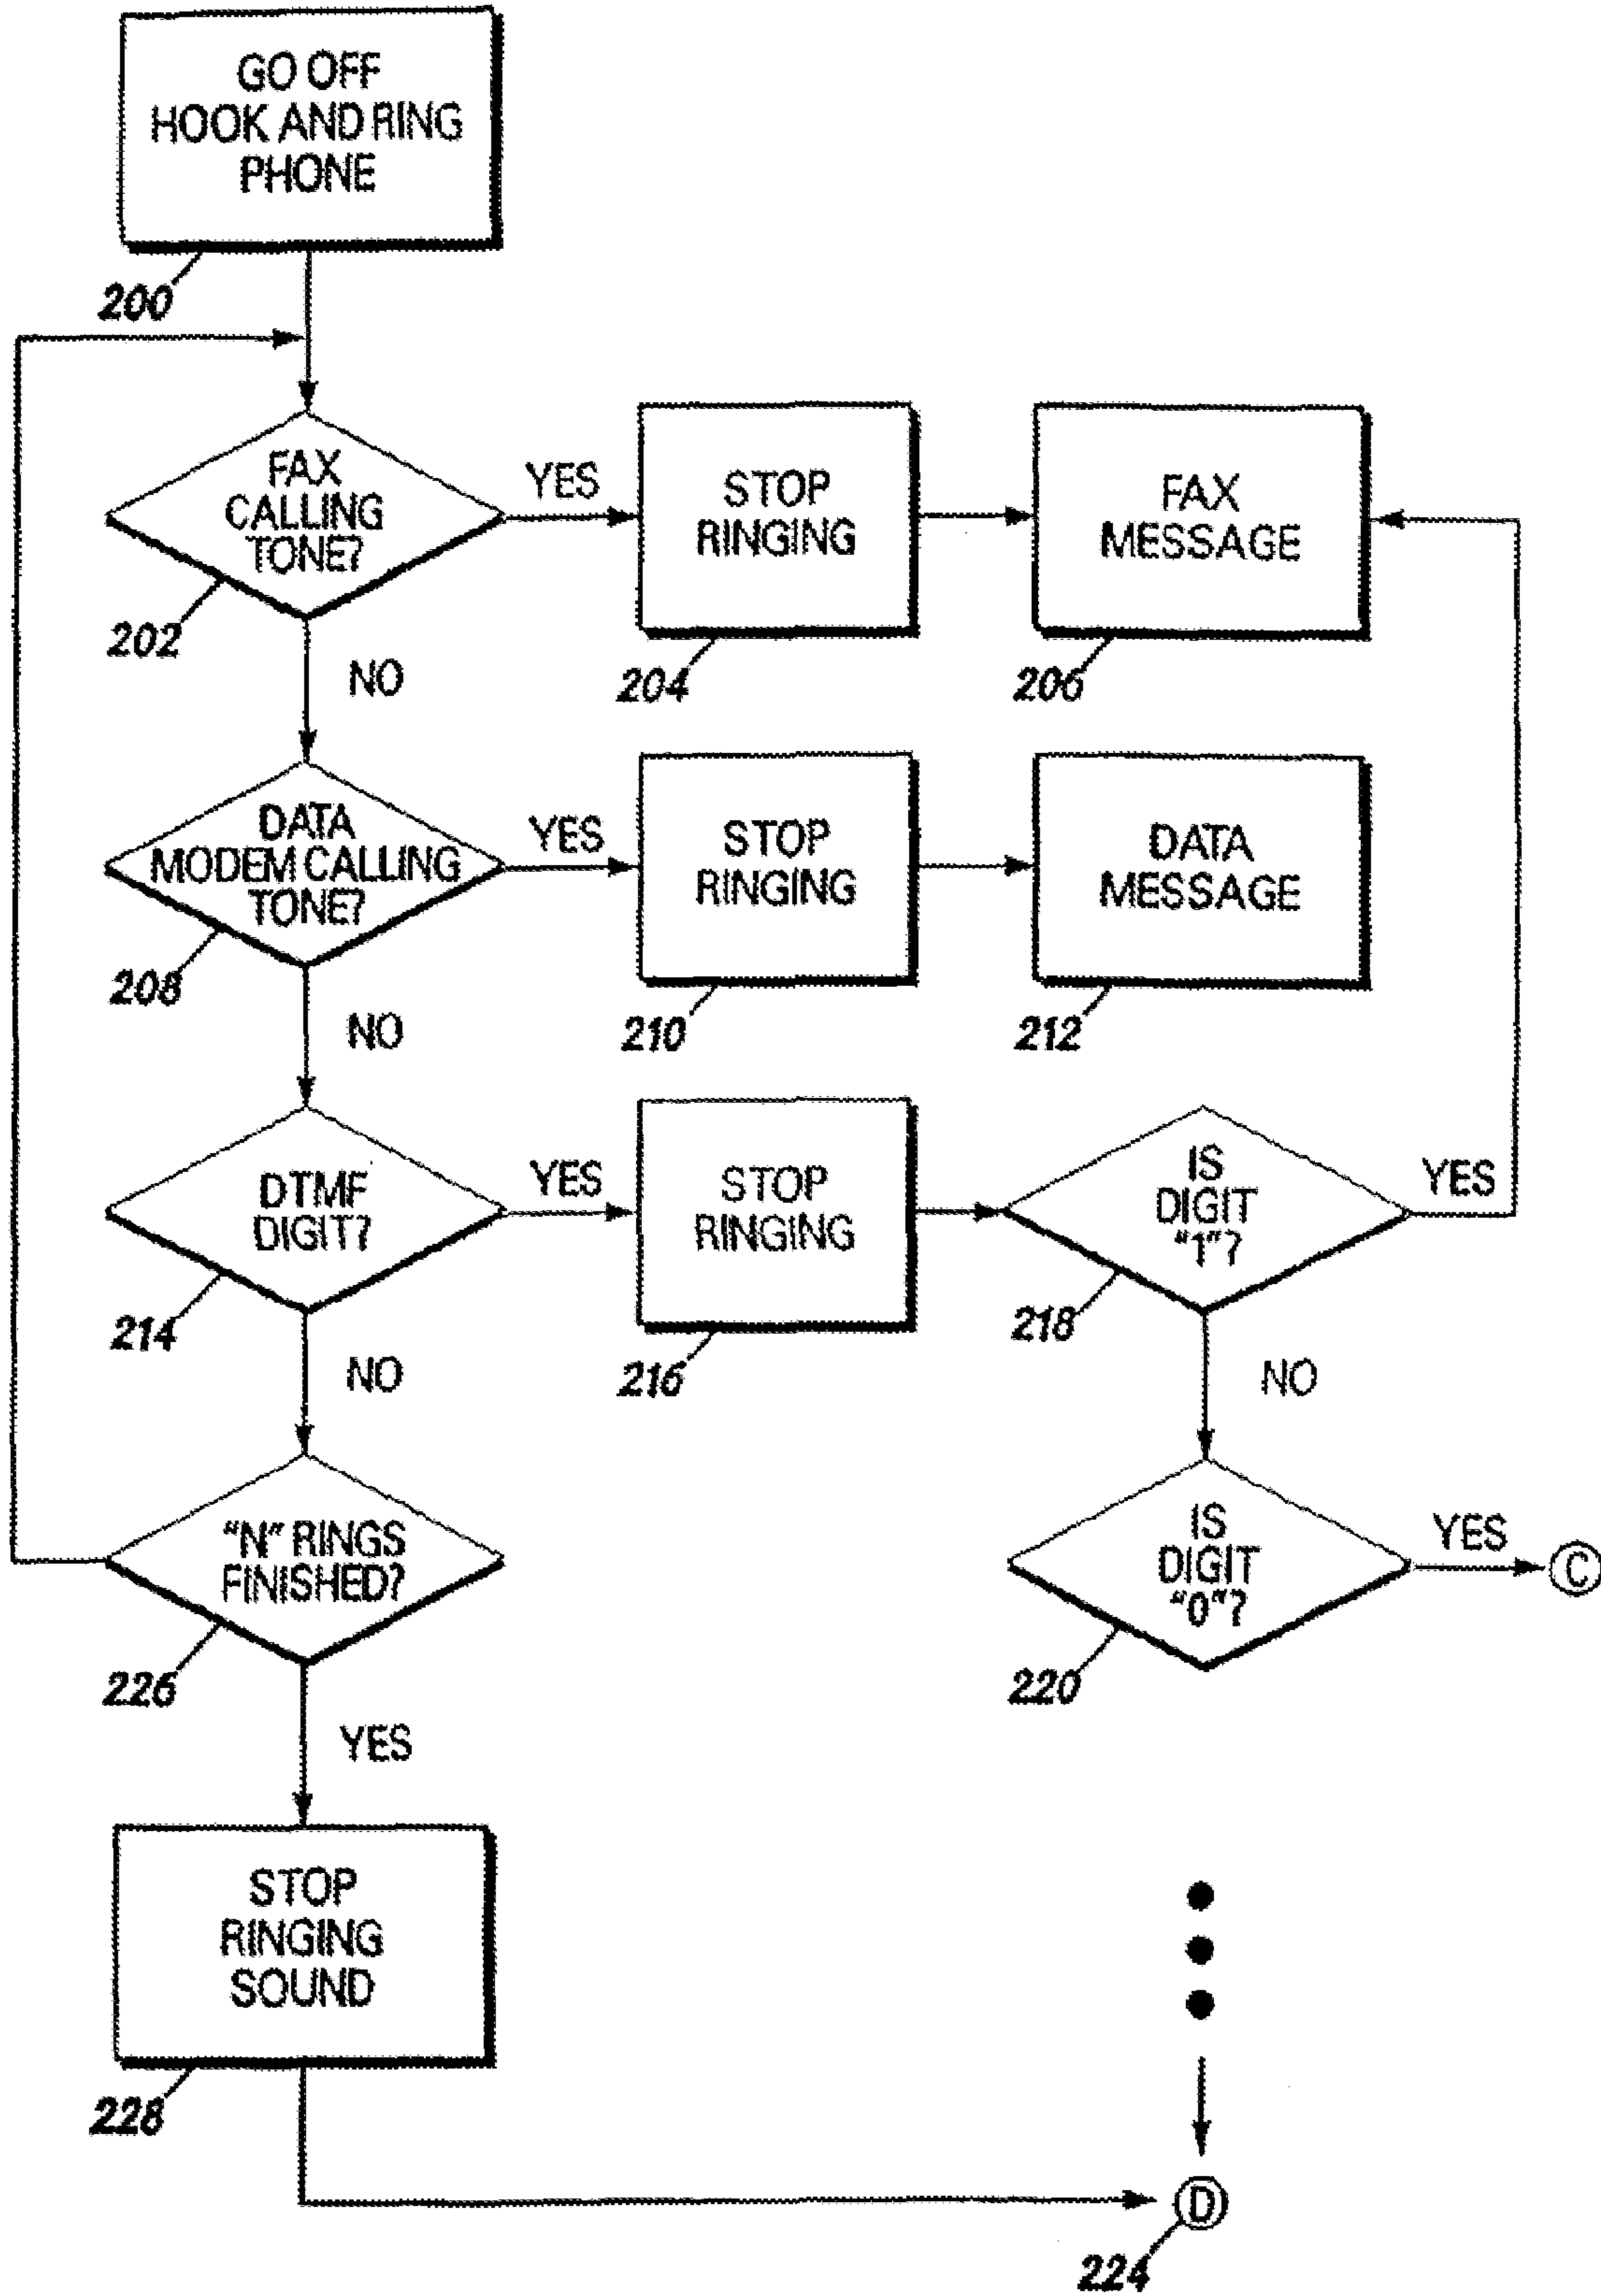 GO OFF
HOOK AND RING
PHONE
200
FAX
CALLING
TONE?
202
YES
STOP
RINGING
204
FAX
MESSAGE
206
NO
DATA
MODEM CALLING
TONE?
208
YES
STOP
RINGING
210
DATA
MESSAGE
212
NO
DTMF
DIGIT?
214
YES
STOP
RINGING
216
IS
DIGIT
"1"?
218
YES
NO
NO
"N" RINGS
FINISHED?
226
IS
DIGIT
"0"?
220
YES
C
YES
STOP
RINGING
SOUND
228
D
224